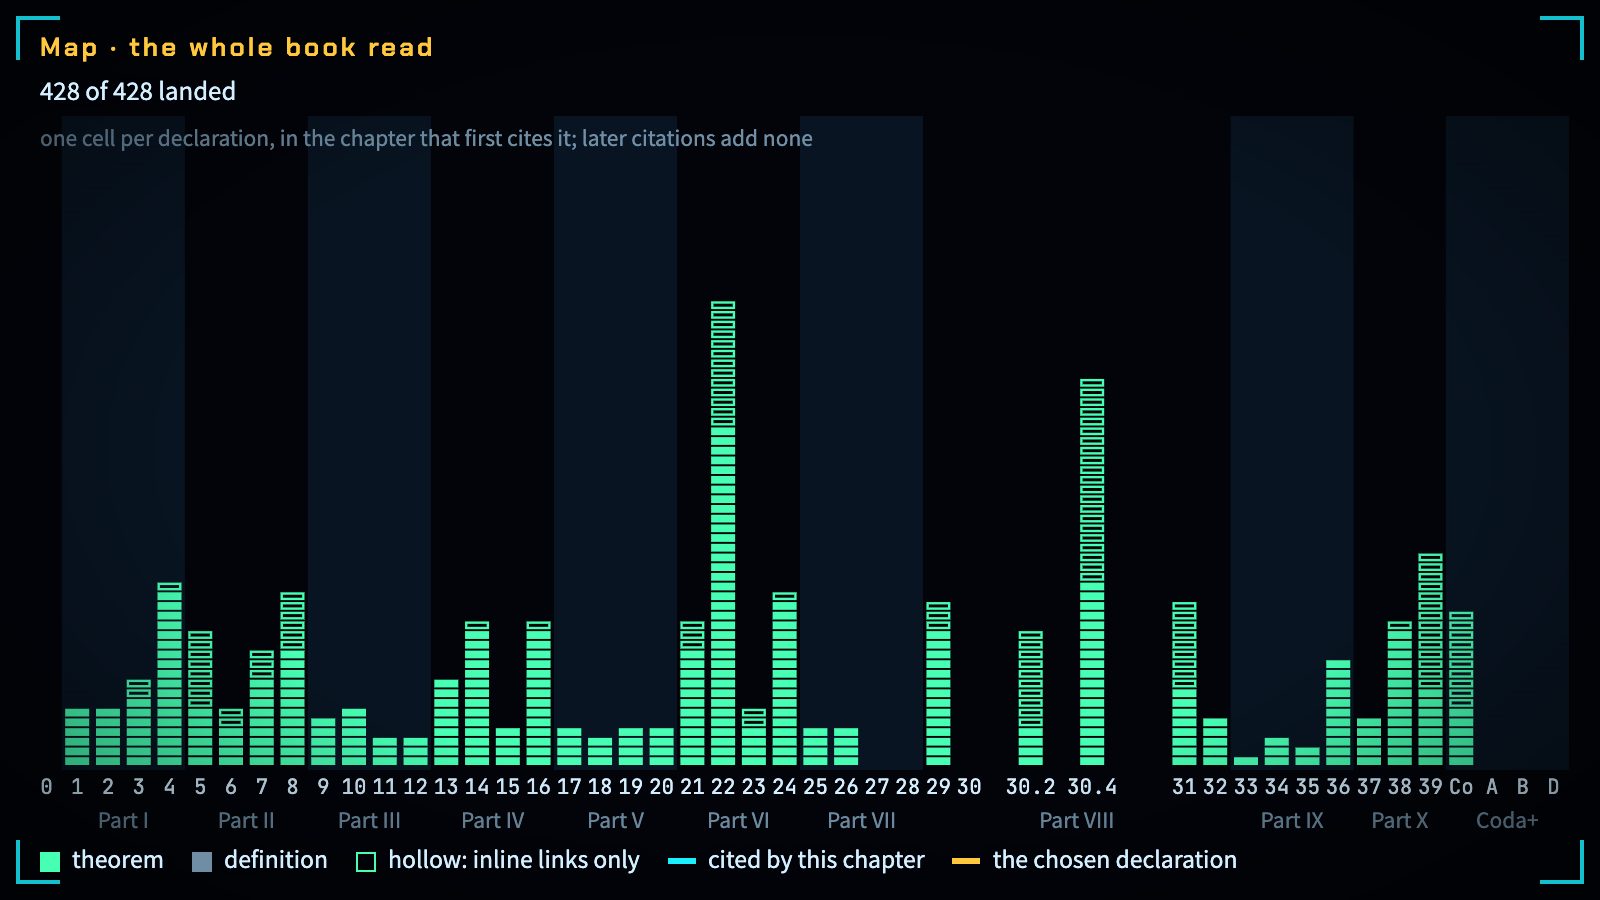 Map · the whole book read
428 of 428 landed
one cell per declaration, in the chapter that first cites it; later citations add none
0 1 2 3 4 5 6 7 8 9 10 11 12 13 14 15 16 17 18 19 20 21 22 23 24 25 26 27 28 29 30 30.2 30.4 31 32 33 34 35 36 37 38 39 Co A B D
Part I Part II Part III Part IV Part V Part VI Part VII Part VIII Part IX Part X Coda+
theorem definition hollow: inline links only cited by this chapter the chosen declaration